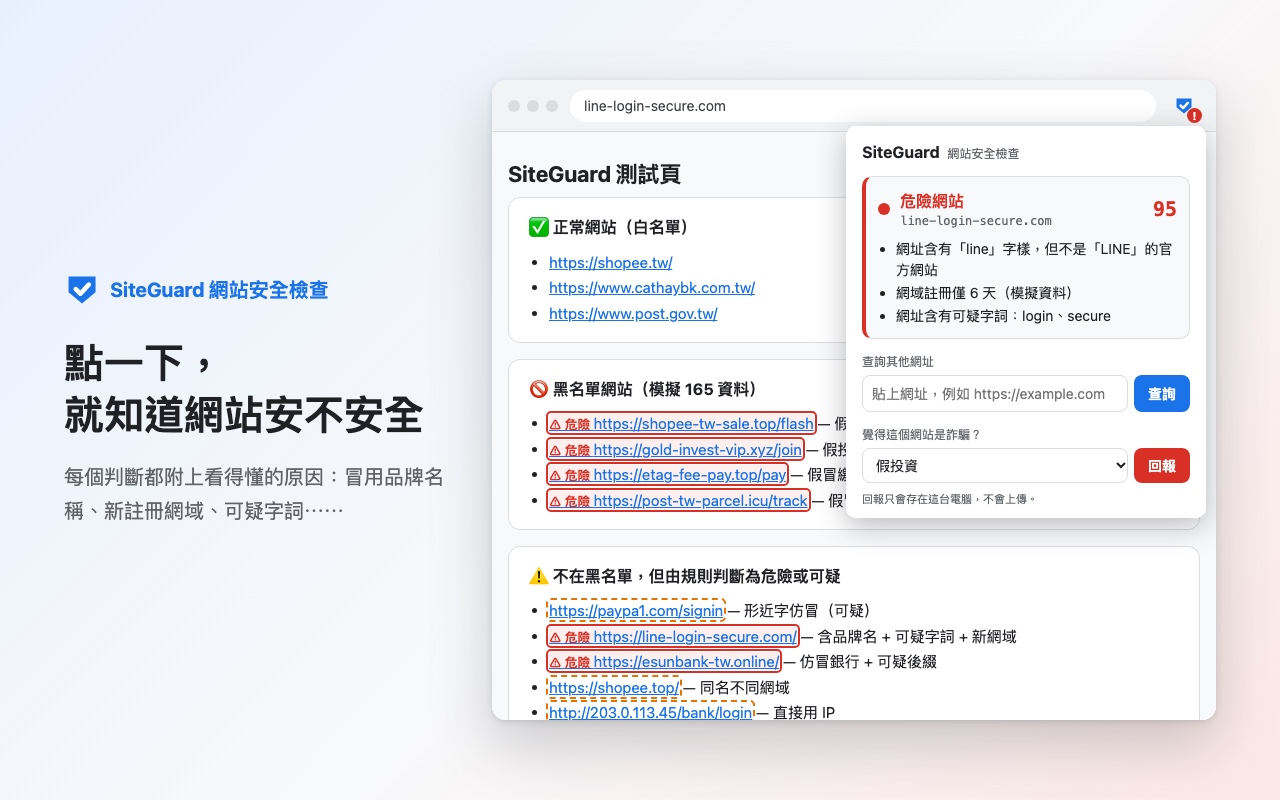 SiteGuard 網站安全檢查
點一下，
就知道網站安不安全
每個判斷都附上看得懂的原因：冒用品牌名
稱、新註冊網域、可疑字詞⋯⋯
line-login-secure.com
SiteGuard 測試頁
正常網站（白名單）
https://shopee.tw/
https://www.cathaybk.com.tw/
https://www.post.gov.tw/
黑名單網站（模擬 165 資料）
危險 https://shopee-tw-sale.top/flash — 假
危險 https://gold-invest-vip.xyz/join — 假投
危險 https://etag-fee-pay.top/pay — 假冒
危險 https://post-tw-parcel.icu/track — 假
不在黑名單，但由規則判斷為危險或可疑
https://paypa1.com/signin — 形近字仿冒（可疑）
危險 https://line-login-secure.com/ — 含品牌名 + 可疑字詞 + 新網域
危險 https://esunbank-tw.online/ — 仿冒銀行 + 可疑後綴
https://shopee.top/ — 同名不同網域
http://203.0.113.45/bank/login — 直接用 IP
SiteGuard 網站安全檢查
危險網站
line-login-secure.com
95
網址含有「line」字樣，但不是「LINE」的官
方網站
網域註冊僅 6 天（模擬資料）
網址含有可疑字詞：login、secure
查詢其他網址
貼上網址，例如 https://example.com
查詢
覺得這個網站是詐騙？
假投資
回報
回報只會存在這台電腦，不會上傳。